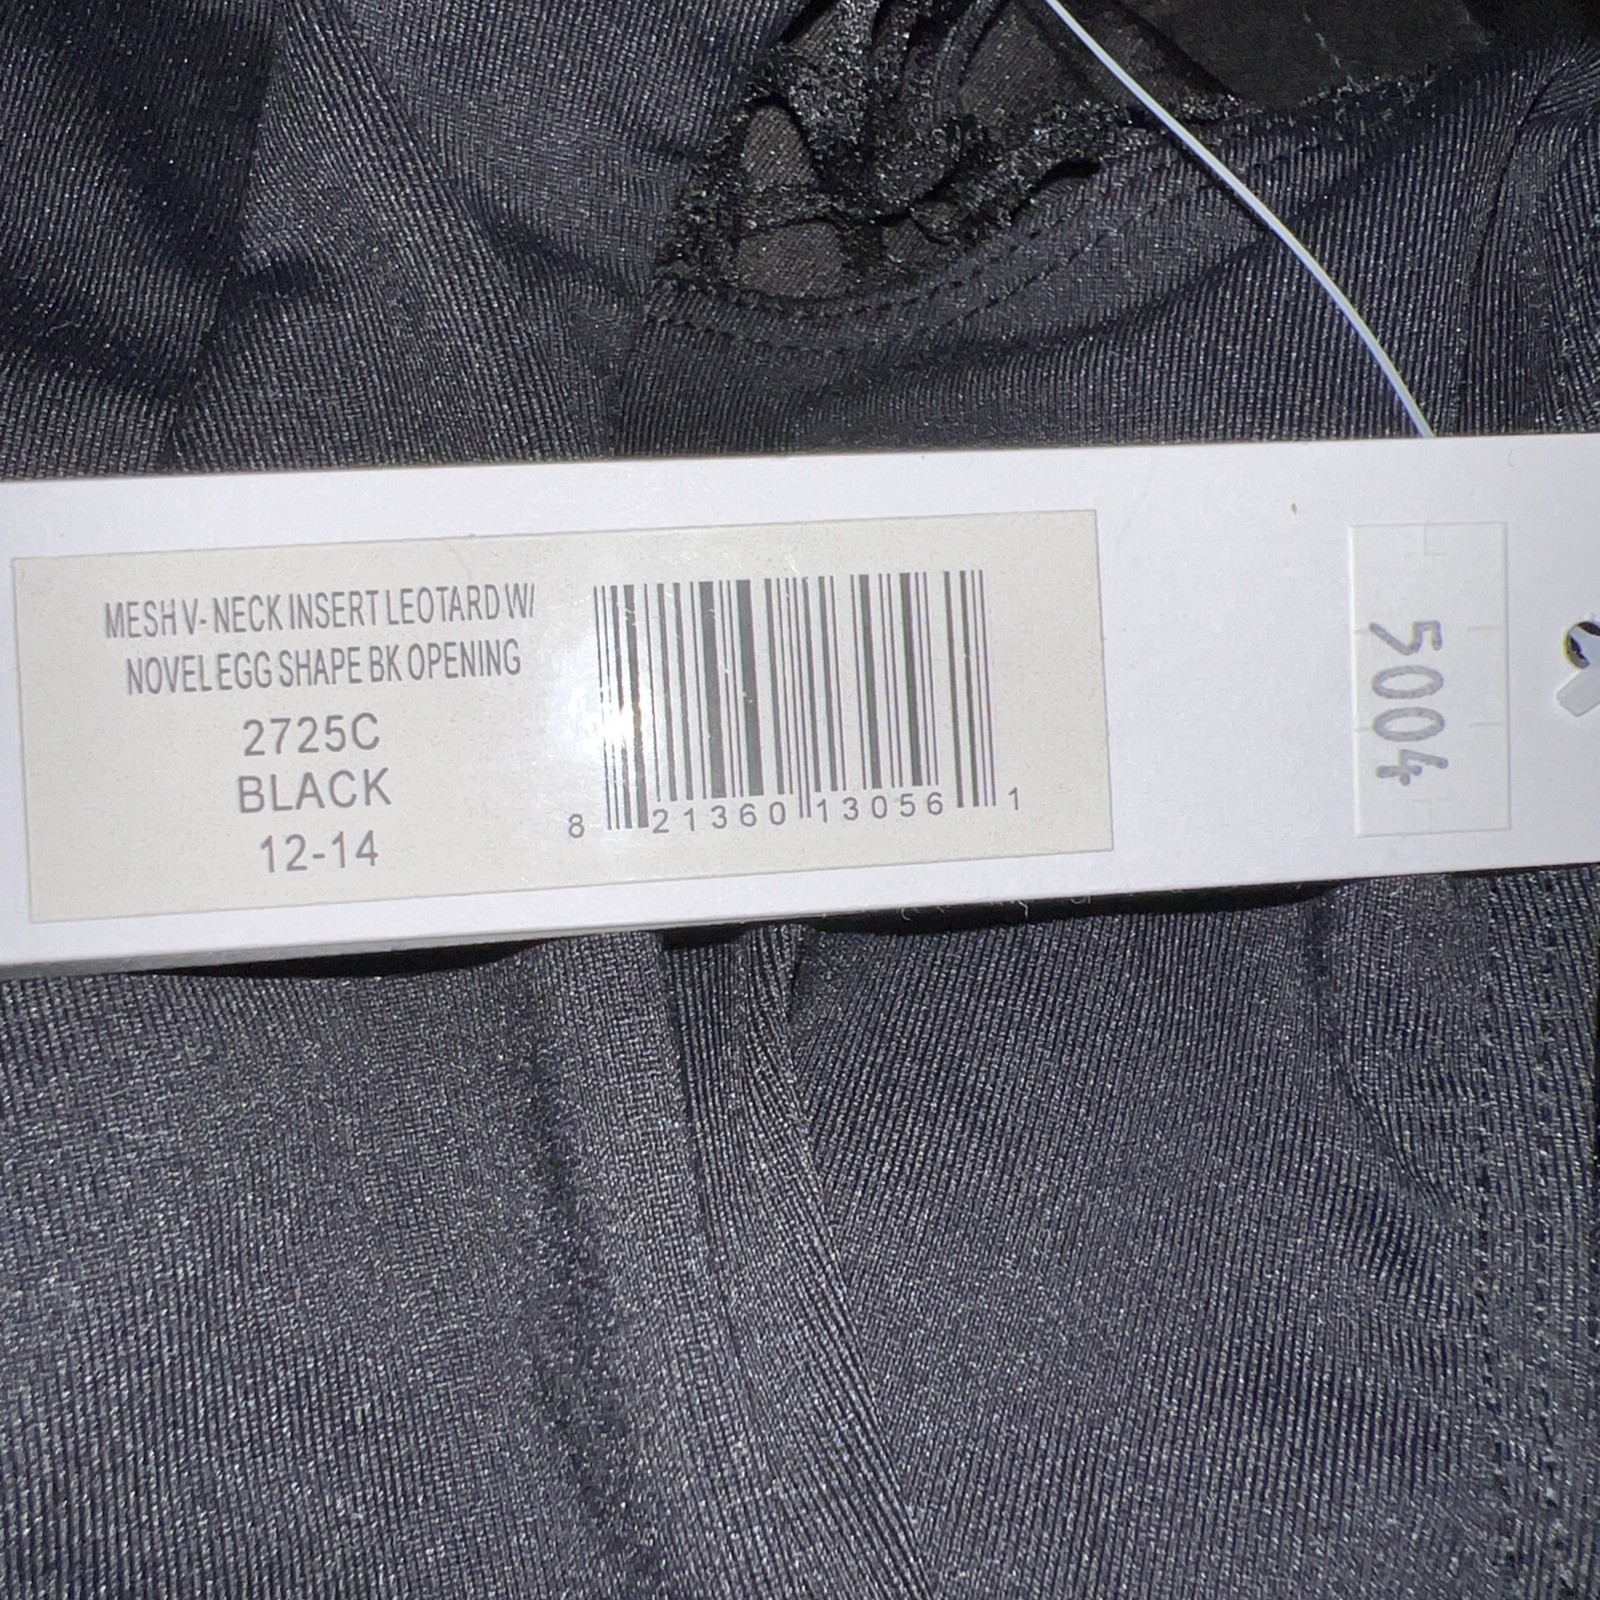 MESH V- NECK INSERT LEOTARD W/
NOVEL EGG SHAPE BK OPENING
2725C
BLACK
12-14
8 21360 13056 1
5004